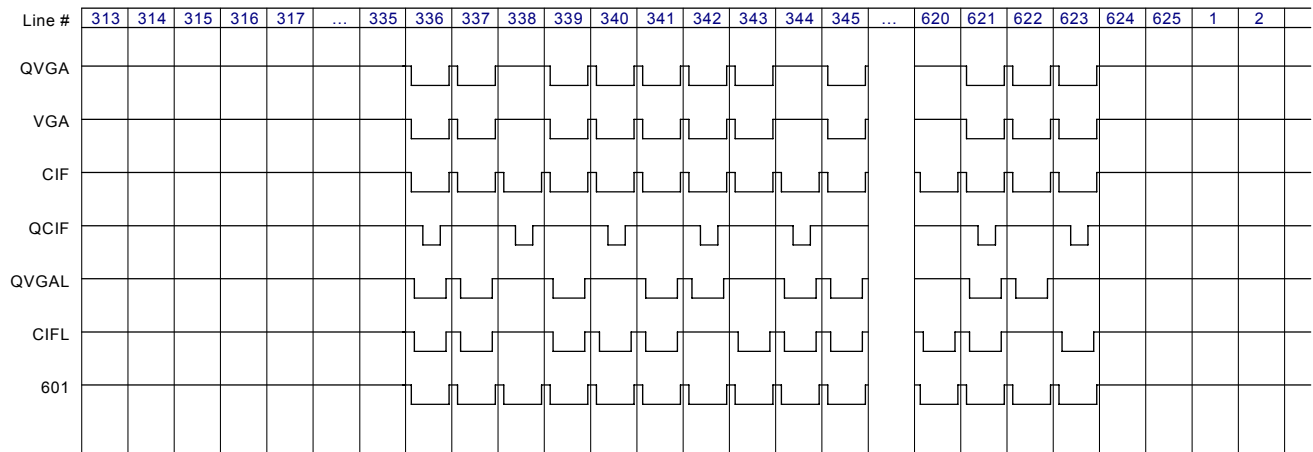 Line # 313 314 315 316 317 ... 335 336 337 338 339 340 341 342 343 344 345 ... 620 621 622 623 624 625 1 2
QVGA
VGA
CIF
QCIF
QVGAL
CIFL
601